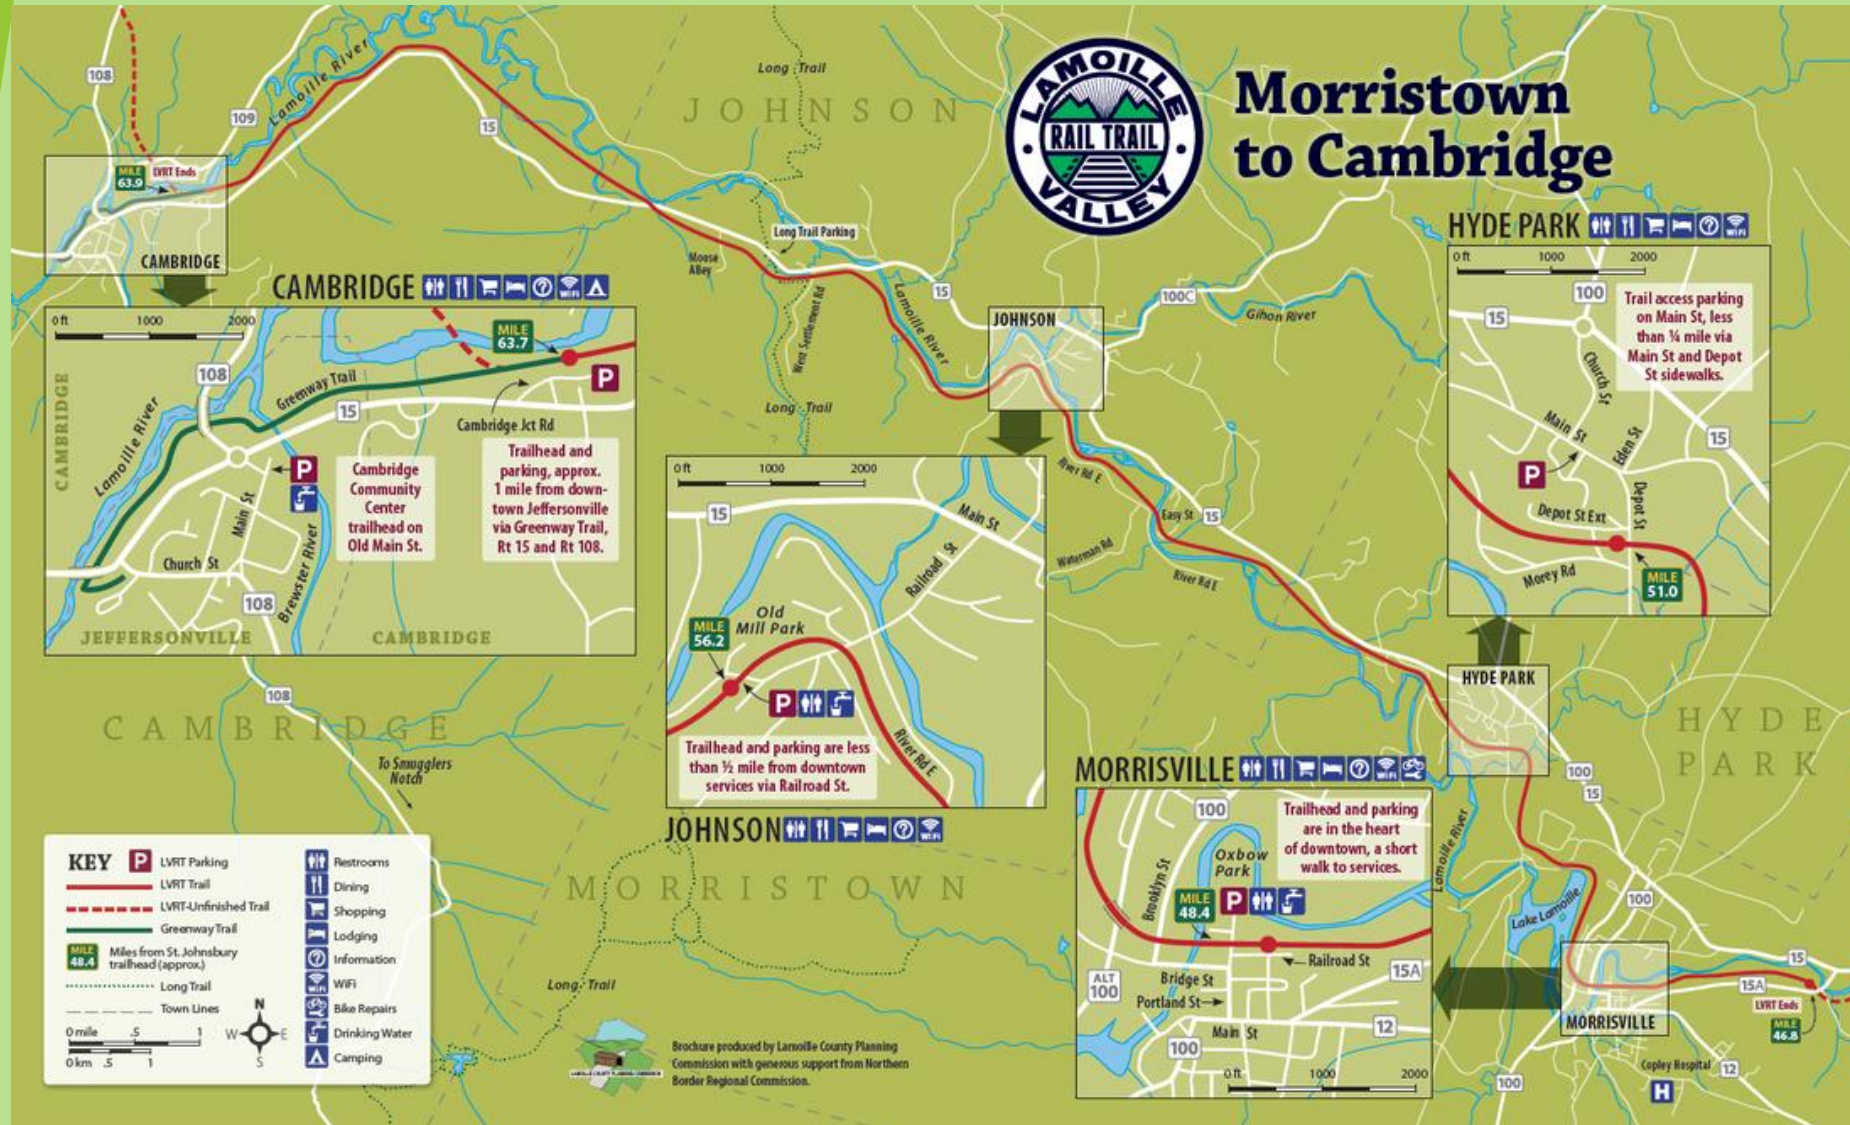 Morristown
to Cambridge
LAMOILLE
RAIL TRAIL
VALLEY
108
109
Lamoille River
15
Long Trail
JOHNSON
MILE
63.9
LVRT Ends
CAMBRIDGE
Moose
Alley
Long Trail Parking
West Settlement Rd
Long Trail
Lamoille River
15
JOHNSON
100C
Gihon River
River Rd E
Easy St
15
Waterman Rd
River Rd E
HYDE PARK
HYDE
PARK
100
15
Lamoille River
Lake Lamoille
100
15
15A
LVRT Ends
MILE
46.8
MORRISVILLE
Copley Hospital
H
12
100
CAMBRIDGE
108
To Smugglers
Notch
MORRISTOWN
Long Trail
CAMBRIDGE
WiFi
0 ft 1000 2000
CAMBRIDGE
108
Greenway Trail
15
MILE
63.7
P
Lamoille River
Cambridge Jct Rd
P
Cambridge
Community
Center
trailhead on
Old Main St.
Trailhead and
parking, approx.
1 mile from down-
town Jeffersonville
via Greenway Trail,
Rt 15 and Rt 108.
Main St
Church St
108
Brewster River
JEFFERSONVILLE
CAMBRIDGE
0 ft 1000 2000
15
Main St
Railroad St
Old
Mill Park
MILE
56.2
P
River Rd E
Trailhead and parking are less
than ½ mile from downtown
services via Railroad St.
JOHNSON
WiFi
HYDE PARK
WiFi
0 ft 1000 2000
100
15
Trail access parking
on Main St, less
than ¼ mile via
Main St and Depot
St sidewalks.
Church St
Main St
Eden St
15
P
Depot St Ext
Depot St
Morey Rd
MILE
51.0
MORRISVILLE
WiFi
100
Trailhead and parking
are in the heart
of downtown, a short
walk to services.
Oxbow
Park
Brooklyn St
MILE
48.4
P
Railroad St
ALT
100
Bridge St
15A
Portland St
Main St
12
100
0 ft 1000 2000
KEY
P LVRT Parking
LVRT Trail
LVRT-Unfinished Trail
Greenway Trail
MILE
48.4
Miles from St. Johnsbury
trailhead (approx.)
Long Trail
Town Lines
0 mile .5 1
0 km .5 1
N
W E
S
Restrooms
Dining
Shopping
Lodging
Information
WiFi
Bike Repairs
Drinking Water
Camping
LAMOILLE COUNTY PLANNING COMMISSION
Brochure produced by Lamoille County Planning
Commission with generous support from Northern
Border Regional Commission.